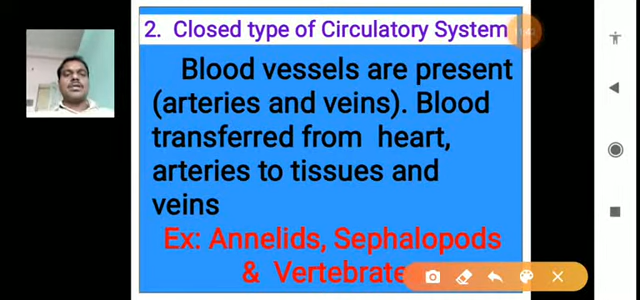 2. Closed type of Circulatory System
Blood vessels are present
(arteries and veins). Blood
transferred from heart,
arteries to tissues and
veins
Ex: Annelids, Sephalopods
& Vertebrate